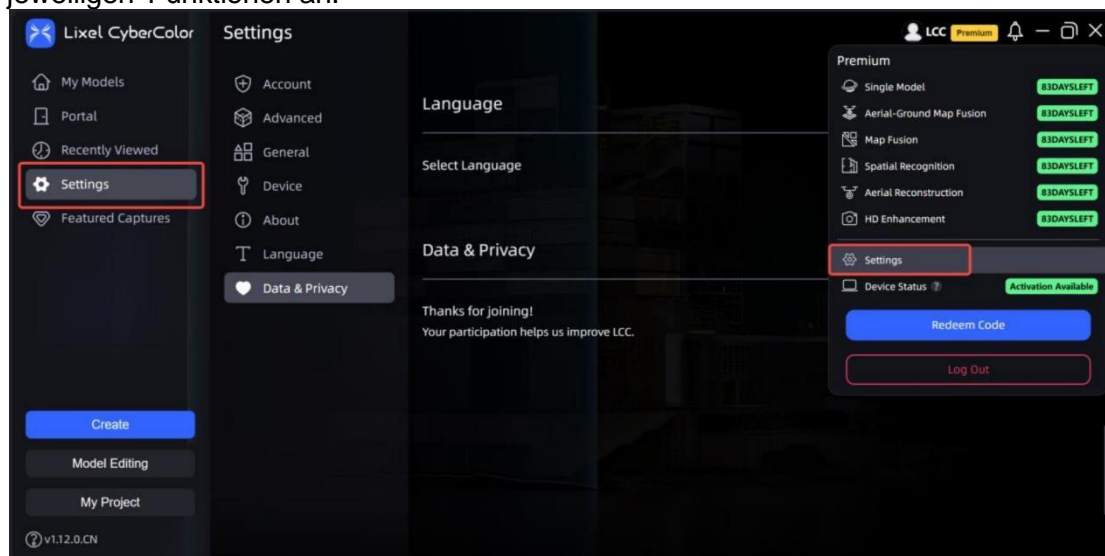 jeweiligen Funktionen an.
Lixel CyberColor
My Models
Portal
Recently Viewed
Settings
Featured Captures
Create
Model Editing
My Project
v1.12.0.CN
Settings
Account
Advanced
General
Device
About
Language
Data & Privacy
Language
Select Language
Data & Privacy
Thanks for joining!
Your participation helps us improve LCC.
LCC Premium
Premium
Single Model 83DAYSLEFT
Aerial-Ground Map Fusion 83DAYSLEFT
Map Fusion 83DAYSLEFT
Spatial Recognition 83DAYSLEFT
Aerial Reconstruction 83DAYSLEFT
HD Enhancement 83DAYSLEFT
Settings
Device Status ? Activation Available
Redeem Code
Log Out